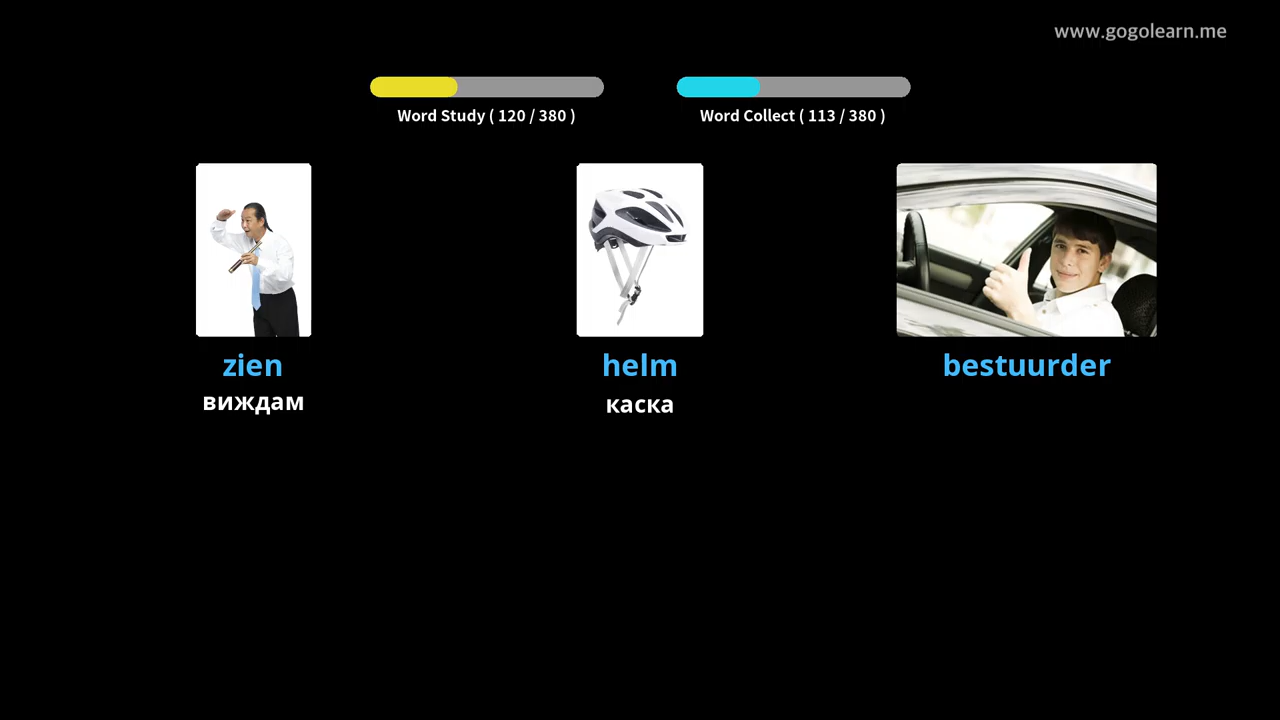 www.gogolearn.me
Word Study ( 120 / 380 )
Word Collect ( 113 / 380 )
zien
helm
bestuurder
виждам
каска